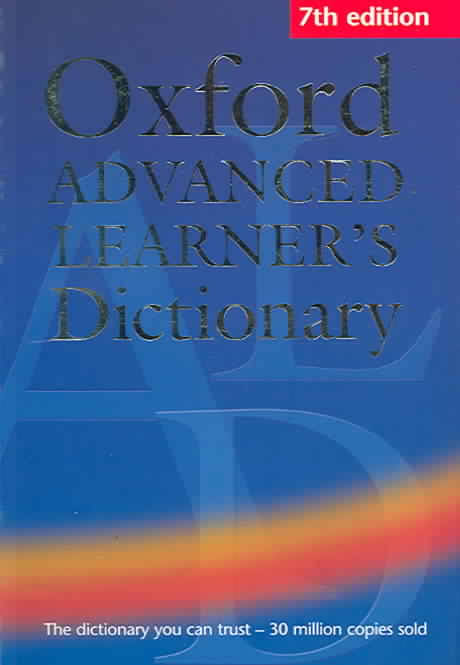 7th edition
Oxford
ADVANCED
LEARNER'S
Dictionary
A
L
D
The dictionary you can trust – 30 million copies sold